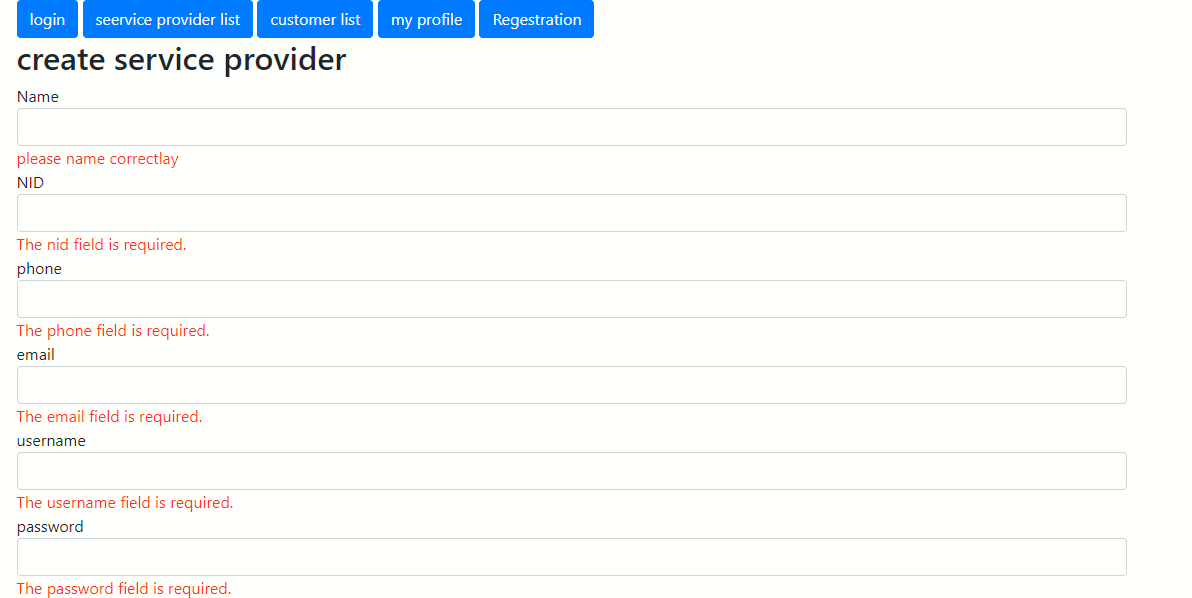 login seervice provider list customer list my profile Regestration
create service provider
Name
please name correctlay
NID
The nid field is required.
phone
The phone field is required.
email
The email field is required.
username
The username field is required.
password
The password field is required.